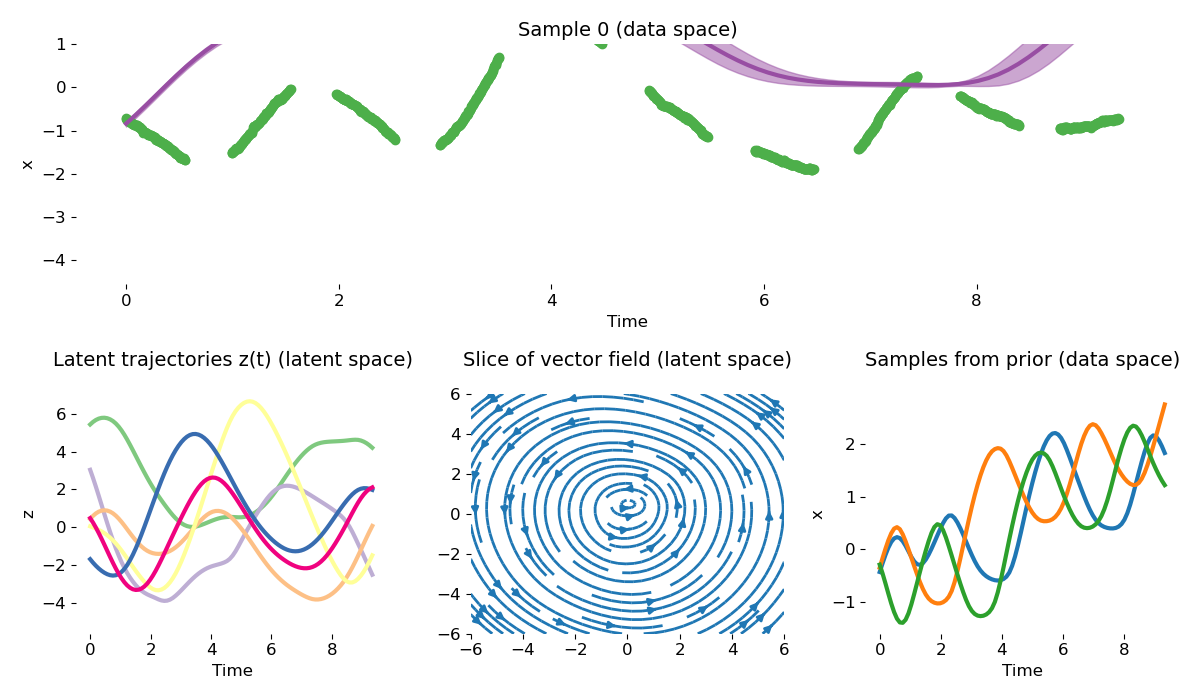 Sample 0 (data space)
1
0
−1
−2
−3
−4
x
0 2 4 6 8
Time
Latent trajectories z(t) (latent space)
6
4
2
0
−2
−4
z
0 2 4 6 8
Time
Slice of vector field (latent space)
6
4
2
0
−2
−4
−6
−6 −4 −2 0 2 4 6
Samples from prior (data space)
2
1
0
−1
x
0 2 4 6 8
Time